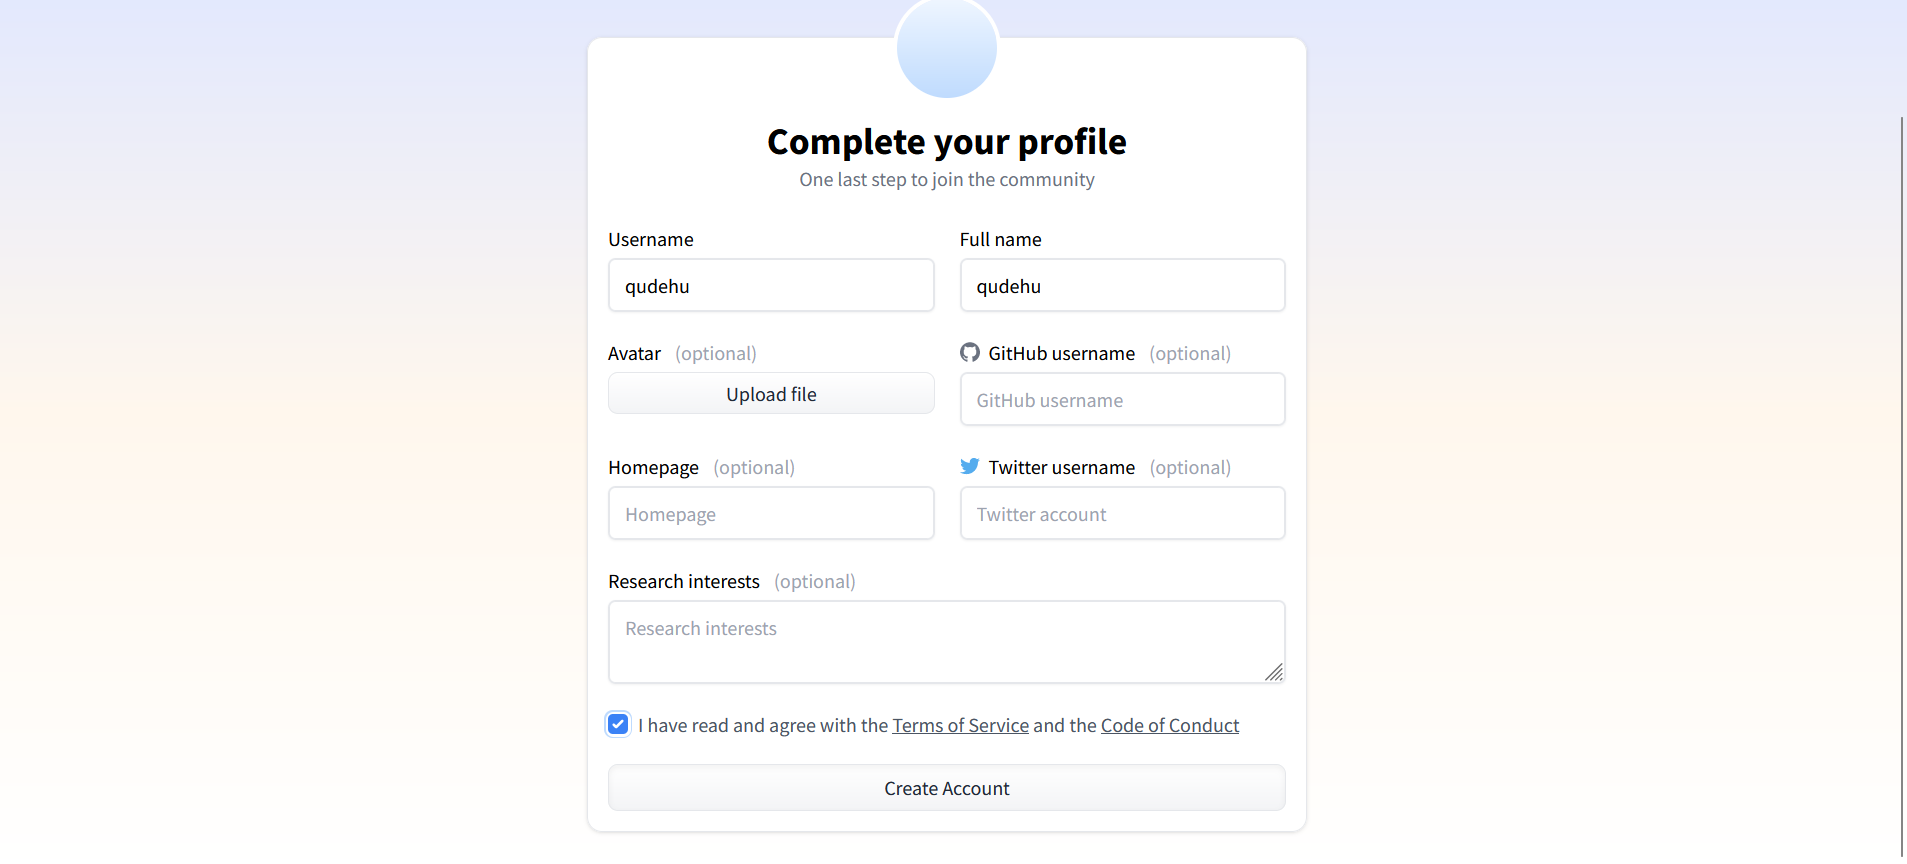 Complete your profile
One last step to join the community
Username
Full name
qudehu
qudehu
Avatar (optional)
GitHub username (optional)
Upload file
GitHub username
Homepage (optional)
Twitter username (optional)
Homepage
Twitter account
Research interests (optional)
Research interests
I have read and agree with the Terms of Service and the Code of Conduct
Create Account